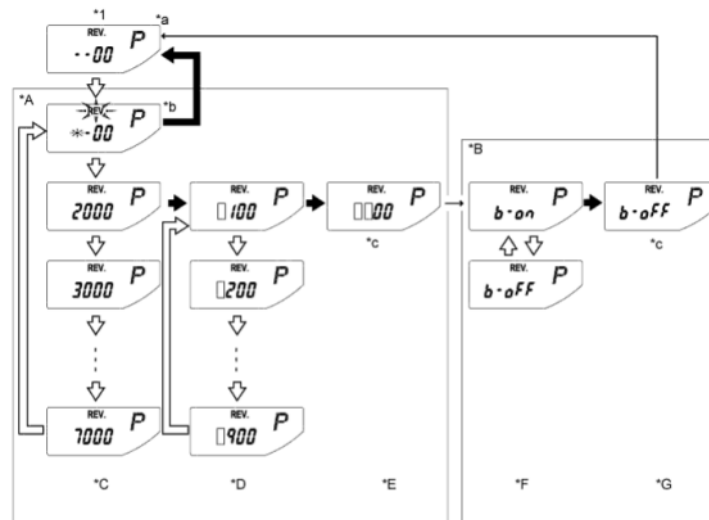 *1
*a
REV.
--00 P
*A
REV.
-00 P
*b
*B
REV.
2000 P
REV.
100 P
REV.
00 P
*c
REV.
b-on P
REV.
b-oFF P
*c
REV.
3000 P
REV.
200 P
b-oFF P
REV.
7000 P
REV.
900 P
*C
*D
*E
*F
*G